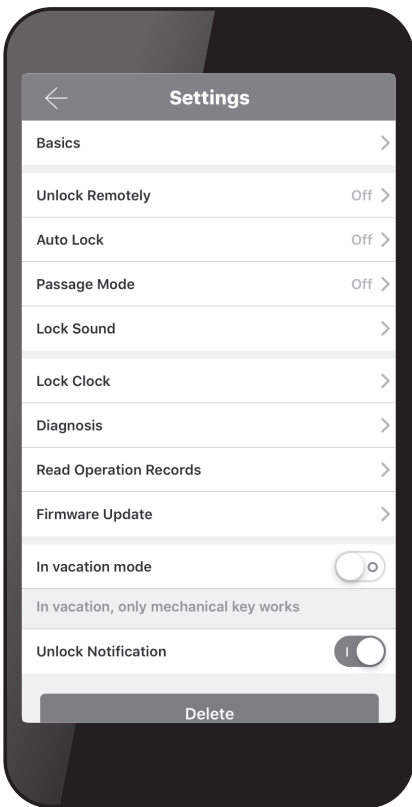 Settings
Basics
Unlock Remotely Off
Auto Lock Off
Passage Mode Off
Lock Sound
Lock Clock
Diagnosis
Read Operation Records
Firmware Update
In vacation mode
In vacation, only mechanical key works
Unlock Notification
Delete